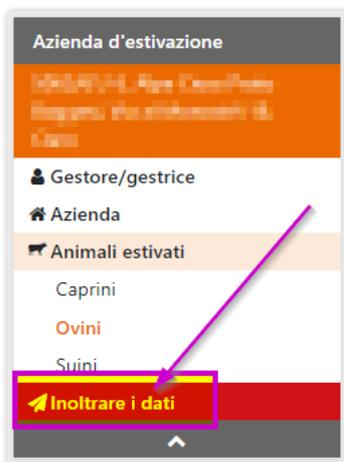 Azienda d'estivazione
Gestore/gestrice
Azienda
Animali estivati
Caprini
Ovini
Suini
Inoltrare i dati